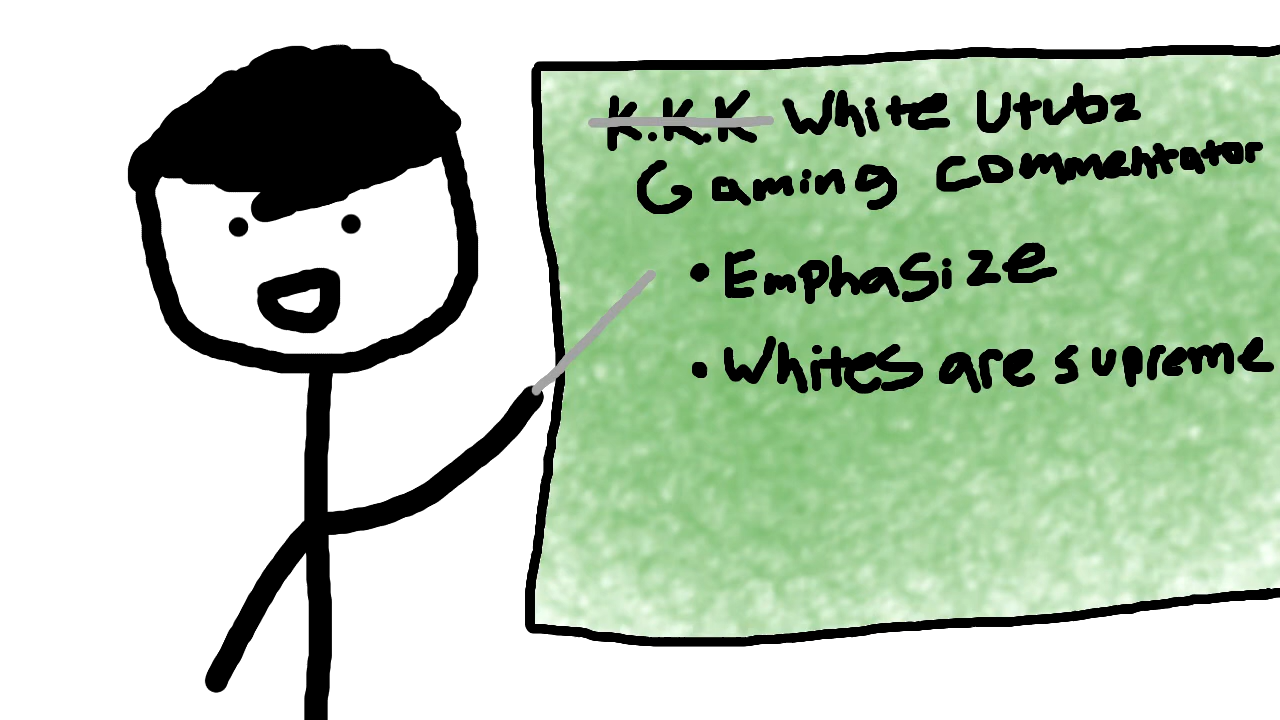 K.K.K White Utubz
Gaming Commentator
• EmphaSize
• Whites are supreme